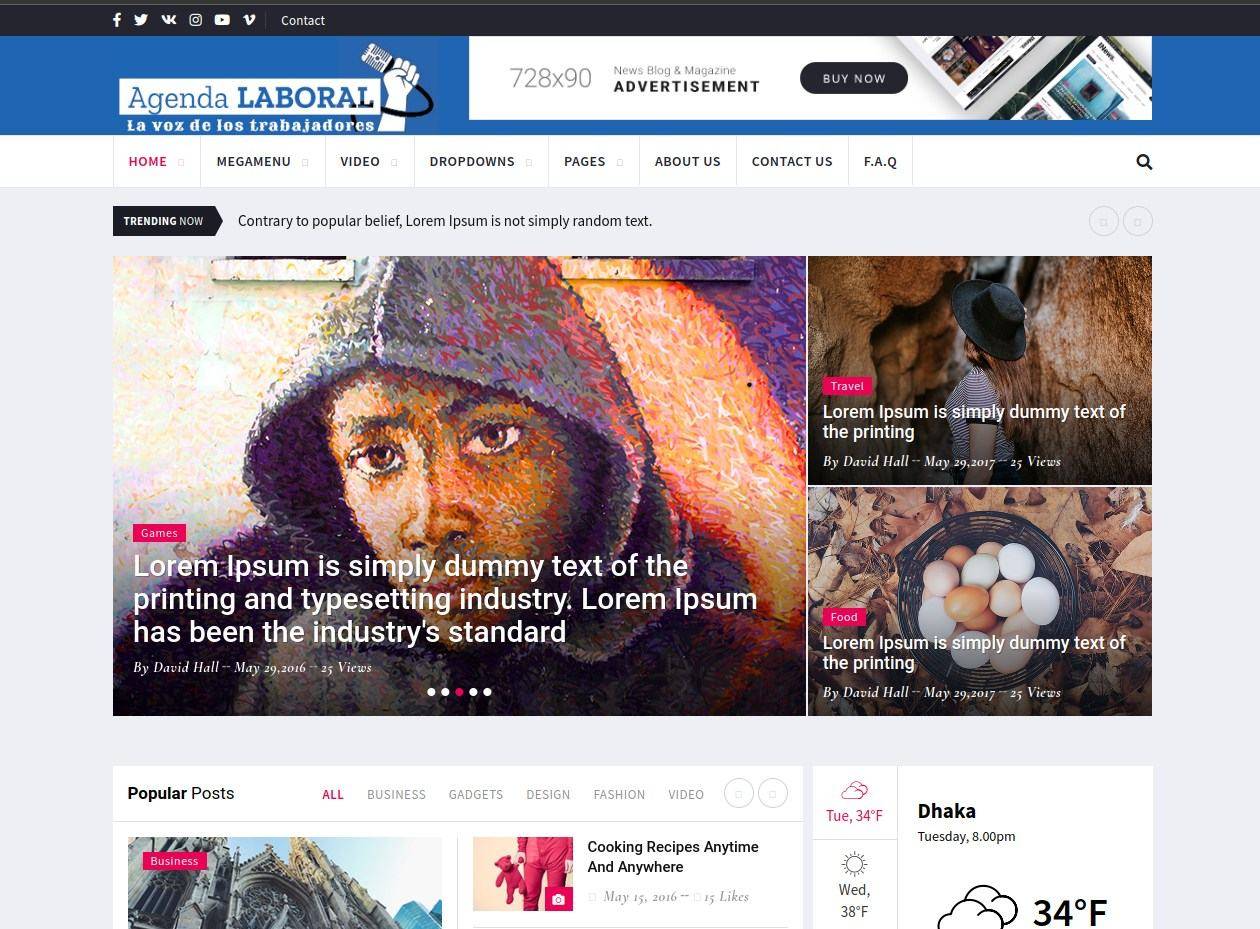 Contact
Agenda LABORAL
La voz de los trabajadores
728x90
News Blog & Magazine
ADVERTISEMENT
BUY NOW
HOME MEGAMENU VIDEO DROPDOWNS PAGES ABOUT US CONTACT US F.A.Q
TRENDING NOW
Contrary to popular belief, Lorem Ipsum is not simply random text.
Games
Lorem Ipsum is simply dummy text of the
printing and typesetting industry. Lorem Ipsum
has been the industry's standard
By David Hall -- May 29,2016 -- 25 Views
Travel
Lorem Ipsum is simply dummy text of
the printing
By David Hall -- May 29,2017 -- 25 Views
Food
Lorem Ipsum is simply dummy text of
the printing
By David Hall -- May 29,2017 -- 25 Views
Popular Posts
ALL BUSINESS GADGETS DESIGN FASHION VIDEO
Business
Cooking Recipes Anytime
And Anywhere
May 15, 2016 -- 15 Likes
Tue, 34°F
Wed,
38°F
Dhaka
Tuesday, 8.00pm
34°F